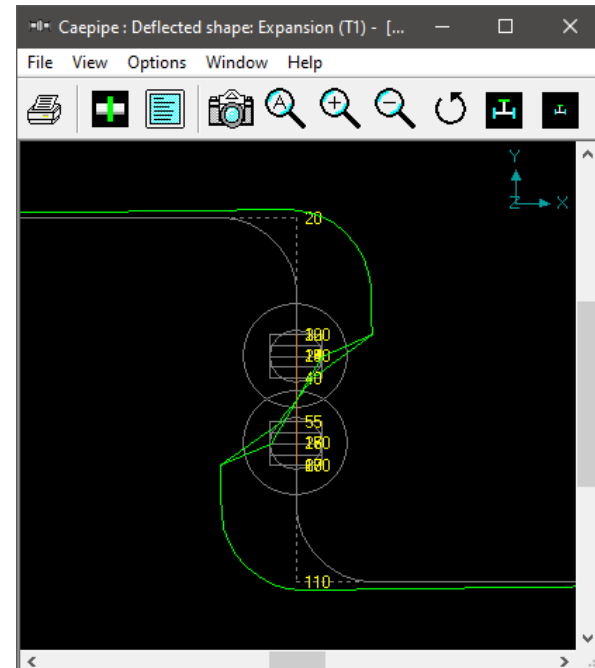 Caepipe : Deflected shape: Expansion (T1) - [...
File View Options Window Help
A
Y
Z X
20
40
55
110